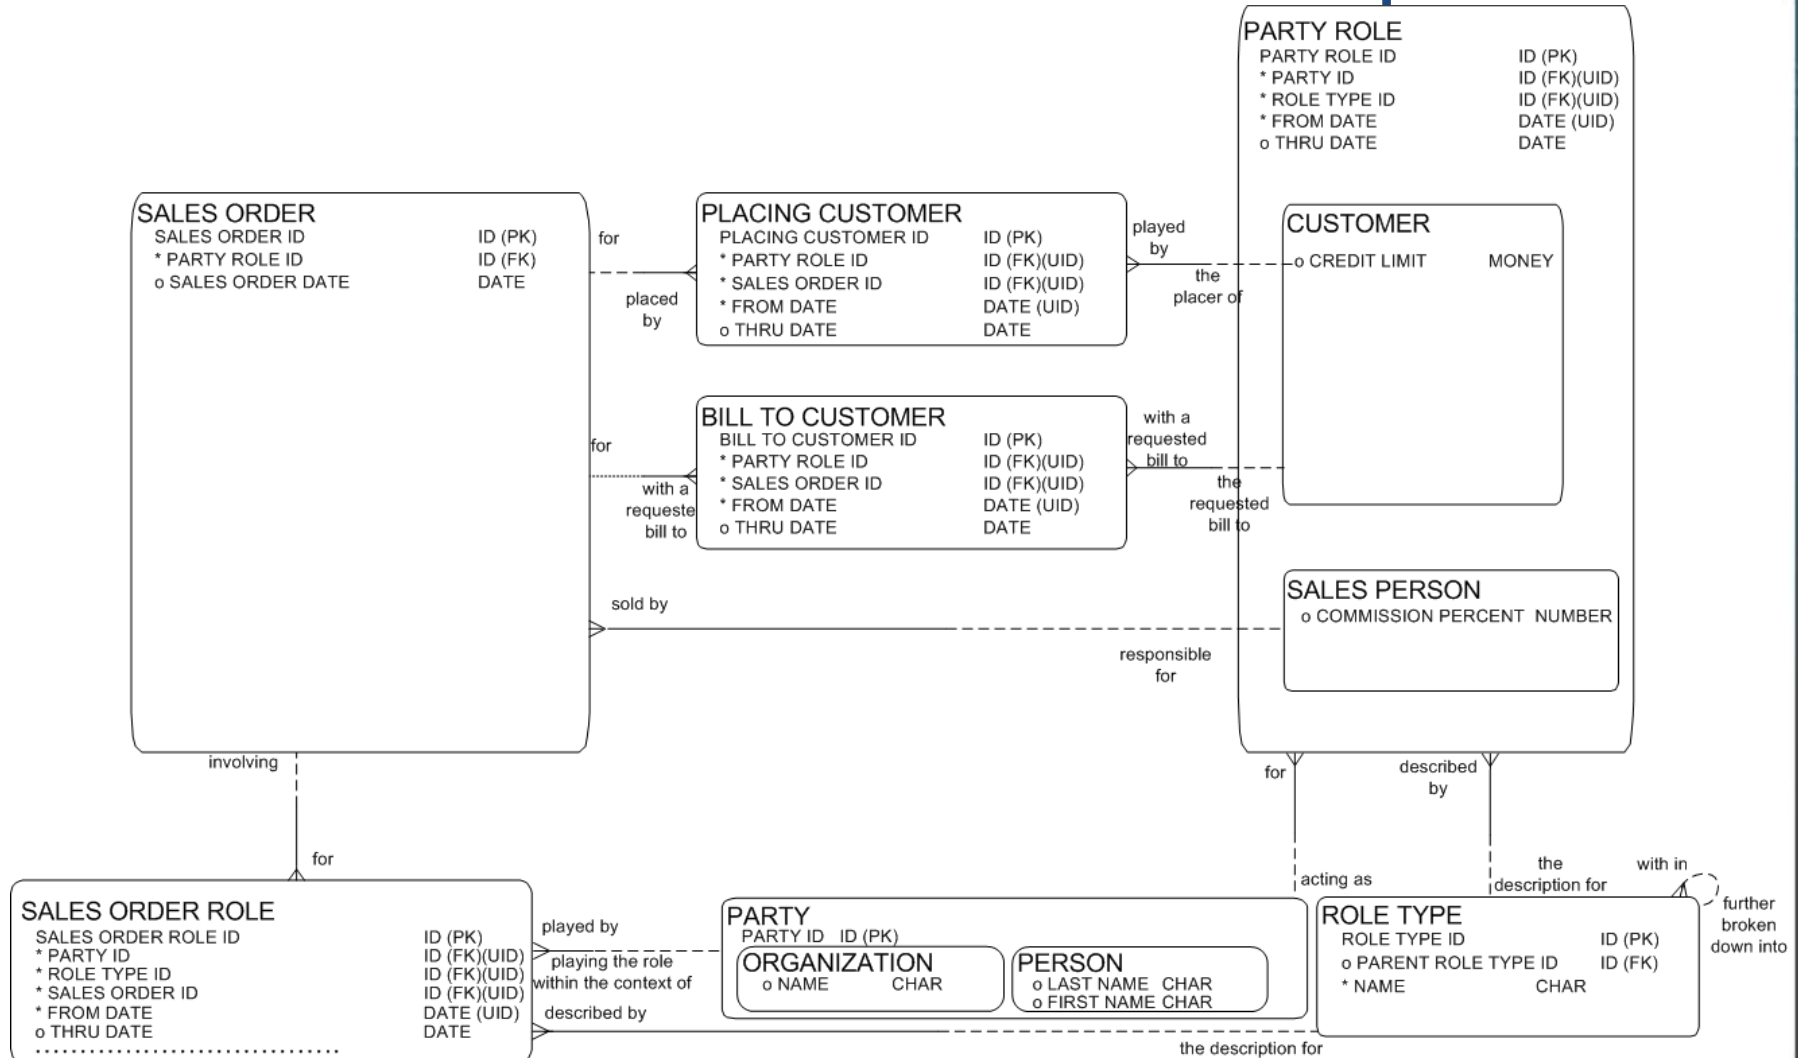 PARTY ROLE
PARTY ROLE ID ID (PK)
* PARTY ID ID (FK)(UID)
* ROLE TYPE ID ID (FK)(UID)
* FROM DATE DATE (UID)
o THRU DATE DATE
SALES ORDER
SALES ORDER ID ID (PK)
* PARTY ROLE ID ID (FK)
o SALES ORDER DATE DATE
for
placed
by
PLACING CUSTOMER
PLACING CUSTOMER ID ID (PK)
* PARTY ROLE ID ID (FK)(UID)
* SALES ORDER ID ID (FK)(UID)
* FROM DATE DATE (UID)
o THRU DATE DATE
played
by
the
placer of
CUSTOMER
o CREDIT LIMIT MONEY
for
with a
requeste
bill to
BILL TO CUSTOMER
BILL TO CUSTOMER ID ID (PK)
* PARTY ROLE ID ID (FK)(UID)
* SALES ORDER ID ID (FK)(UID)
* FROM DATE DATE (UID)
o THRU DATE DATE
with a
requested
bill to
the
requested
bill to
sold by
responsible
for
SALES PERSON
o COMMISSION PERCENT NUMBER
involving
for
for
acting as
described
by
the
description for
with in
further
broken
down into
SALES ORDER ROLE
SALES ORDER ROLE ID ID (PK)
* PARTY ID ID (FK)(UID)
* ROLE TYPE ID ID (FK)(UID)
* SALES ORDER ID ID (FK)(UID)
* FROM DATE DATE (UID)
o THRU DATE DATE
played by
playing the role
within the context of
described by
the description for
PARTY
PARTY ID ID (PK)
ORGANIZATION
o NAME CHAR
PERSON
o LAST NAME CHAR
o FIRST NAME CHAR
ROLE TYPE
ROLE TYPE ID ID (PK)
o PARENT ROLE TYPE ID ID (FK)
* NAME CHAR